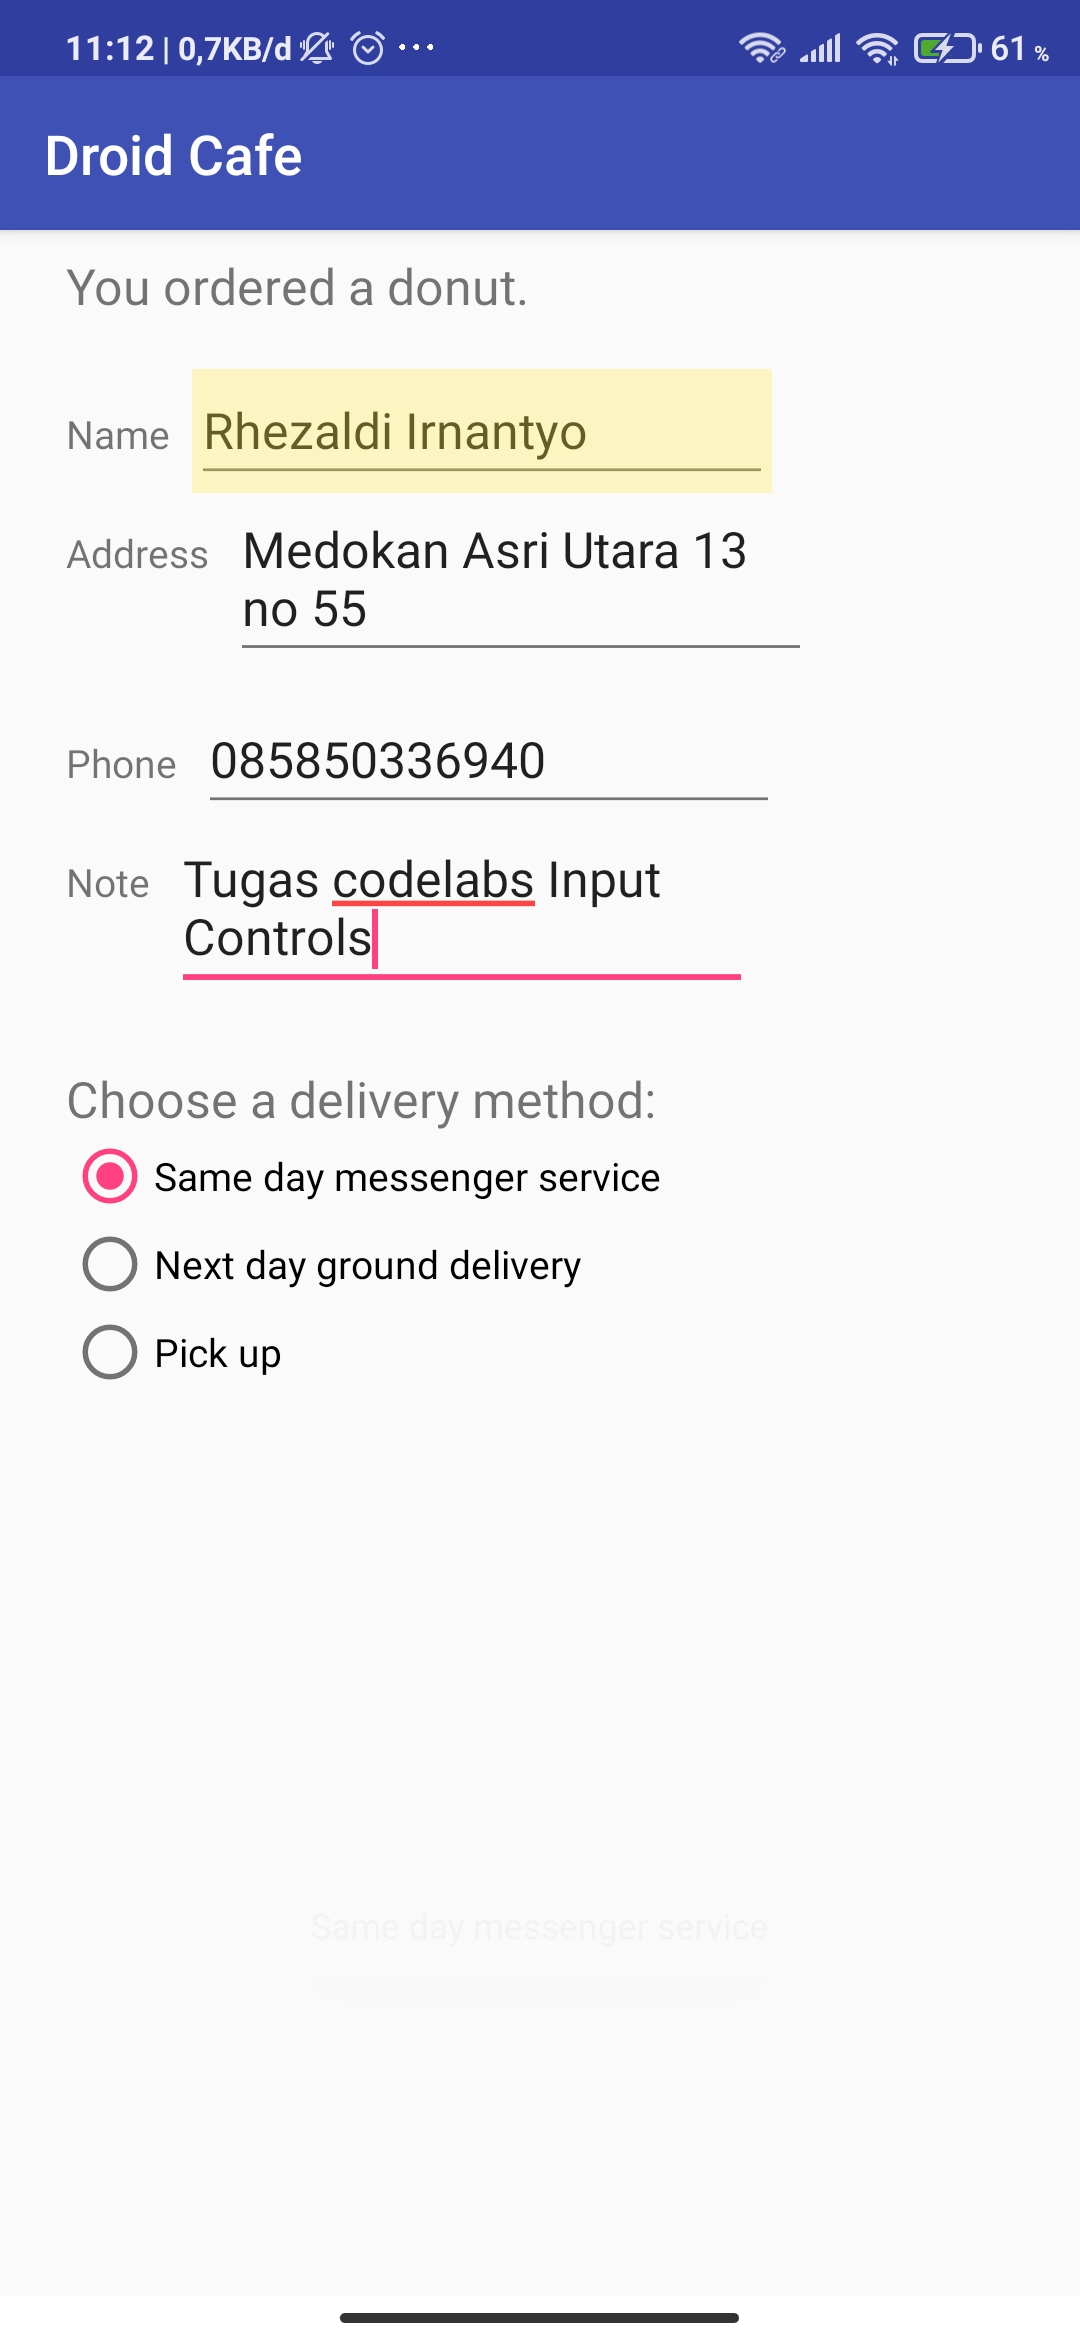 11:12 | 0,7KB/d ... 61 %
Droid Cafe
You ordered a donut.
Name Rhezaldi Irnantyo
Address Medokan Asri Utara 13
no 55
Phone 085850336940
Note Tugas codelabs Input
Controls
Choose a delivery method:
Same day messenger service
Next day ground delivery
Pick up
Same day messenger service